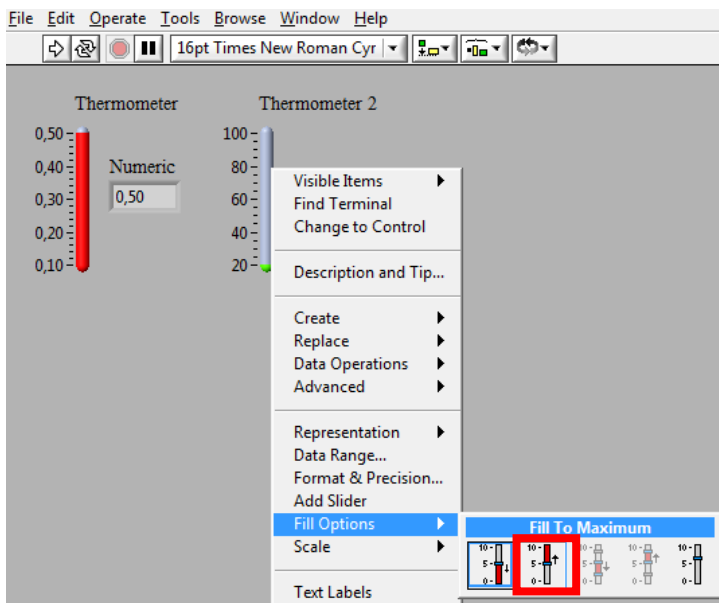 File Edit Operate Tools Browse Window Help
16pt Times New Roman Cyr
Thermometer
0,50
0,40
0,30
0,20
0,10
Numeric
0,50
Thermometer 2
100
80
60
40
20
Visible Items
Find Terminal
Change to Control
Description and Tip...
Create
Replace
Data Operations
Advanced
Representation
Data Range...
Format & Precision...
Add Slider
Fill Options
Scale
Text Labels
Fill To Maximum
10 10 10 10 10
5 5 5 5 5
0 0 0 0 0